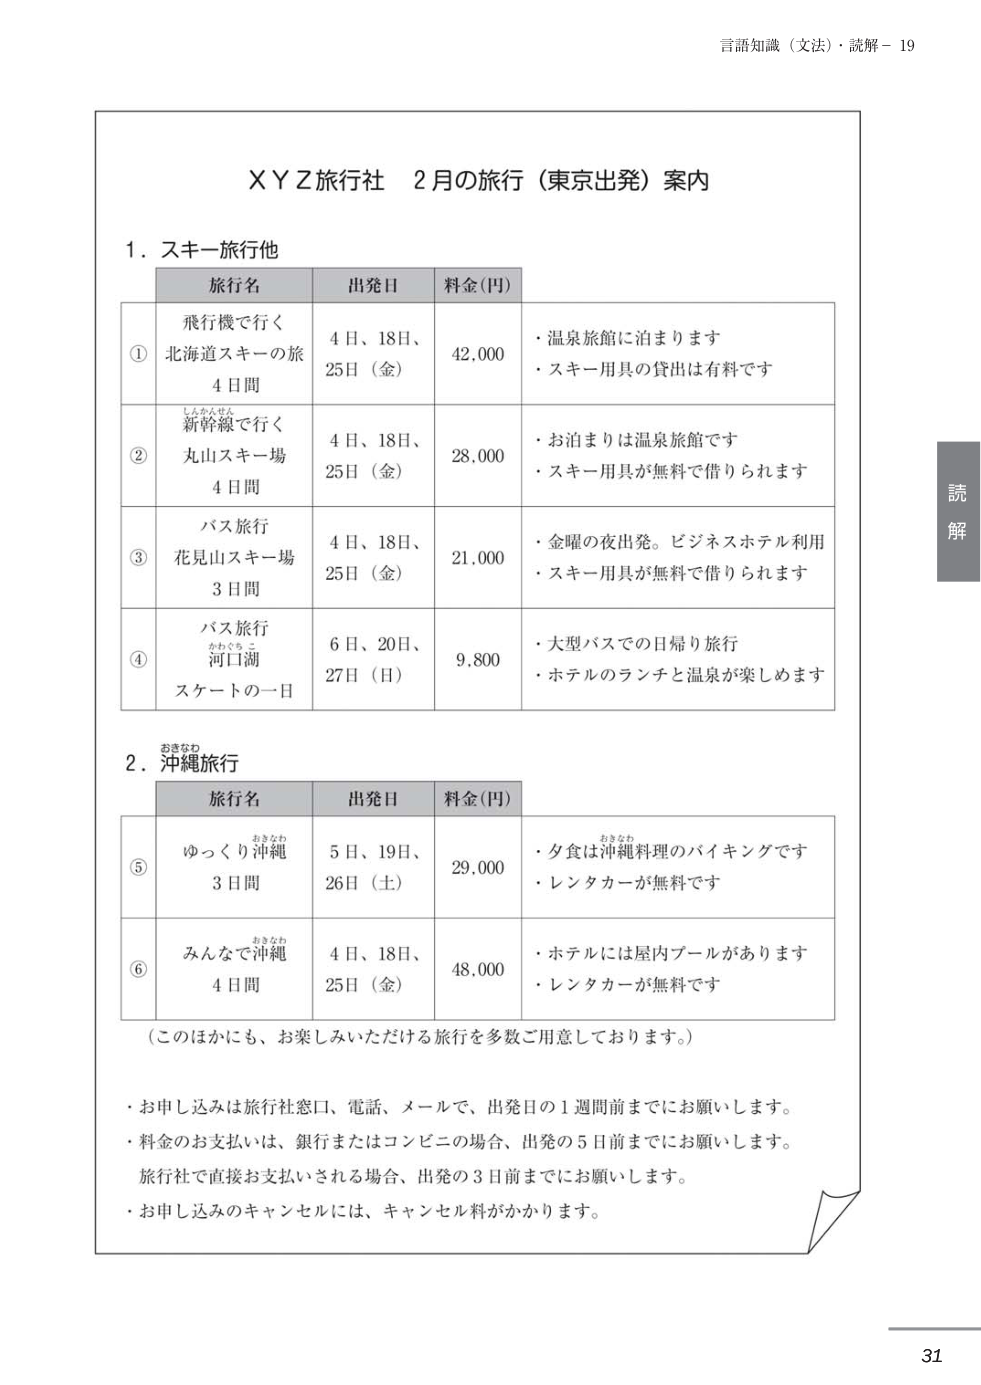 言語知識（文法）・読解－ 19
ＸＹＺ旅行社　２月の旅行（東京出発）案内
１．スキー旅行他
旅行名　出発日　料金（円）
①　飛行機で行く
北海道スキーの旅
４日間
４日、18日、
25日（金）
42,000
・温泉旅館に泊まります
・スキー用具の貸出は有料です
②
しんかんせん
新幹線で行く
丸山スキー場
４日間
４日、18日、
25日（金）
28,000
・お泊まりは温泉旅館です
・スキー用具が無料で借りられます
③
バス旅行
花見山スキー場
３日間
４日、18日、
25日（金）
21,000
・金曜の夜出発。ビジネスホテル利用
・スキー用具が無料で借りられます
④
バス旅行
かわぐち こ
河口湖
スケートの一日
６日、20日、
27日（日）
9,800
・大型バスでの日帰り旅行
・ホテルのランチと温泉が楽しめます
おきなわ
２．沖縄旅行
旅行名　出発日　料金（円）
⑤
おきなわ
ゆっくり沖縄
３日間
５日、19日、
26日（土）
29,000
おきなわ
・夕食は沖縄料理のバイキングです
・レンタカーが無料です
⑥
おきなわ
みんなで沖縄
４日間
４日、18日、
25日（金）
48,000
・ホテルには屋内プールがあります
・レンタカーが無料です
（このほかにも、お楽しみいただける旅行を多数ご用意しております。）
・お申し込みは旅行社窓口、電話、メールで、出発日の１週間前までにお願いします。
・料金のお支払いは、銀行またはコンビニの場合、出発の５日前までにお願いします。
旅行社で直接お支払いされる場合、出発の３日前までにお願いします。
・お申し込みのキャンセルには、キャンセル料がかかります。
読解
31